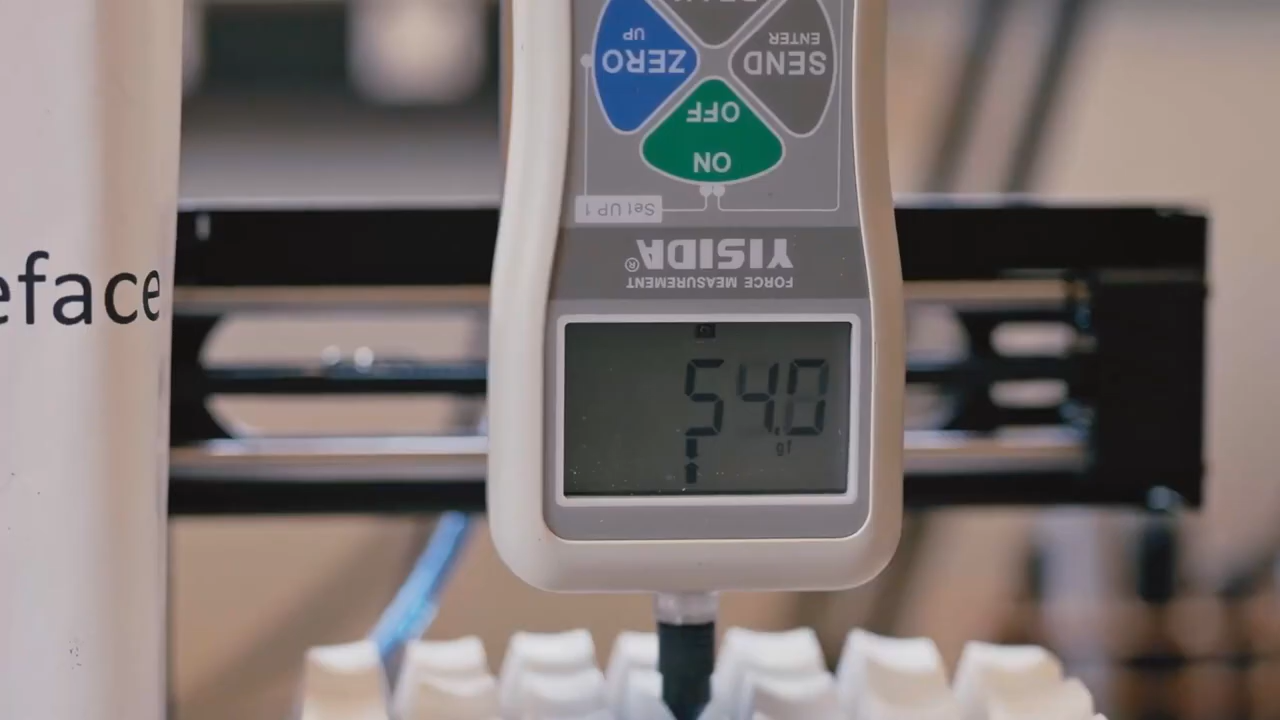 UP
ZERO
ENTER
SEND
OFF
ON
Set UP 1
YISIDA®
FORCE MEASUREMENT
eface
54.0
gf